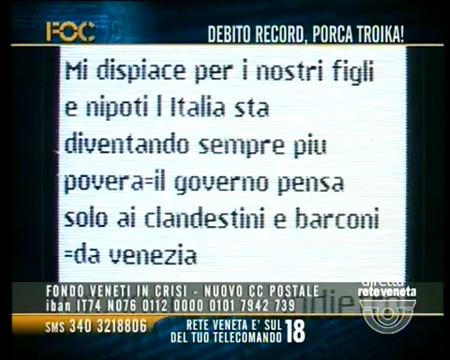 FOC
DEBITO RECORD, PORCA TROIKA!
Mi dispiace per i nostri figli
e nipoti l Italia sta
diventando sempre piu
povera=il governo pensa
solo ai clandestini e barconi
=da venezia
diretta
reteveneta
FONDO VENETI IN CRISI - NUOVO CC POSTALE
iban IT74 N076 0112 0000 0101 7942 739
SMS 340 3218806
RETE VENETA E' SUL
DEL TUO TELECOMANDO 18